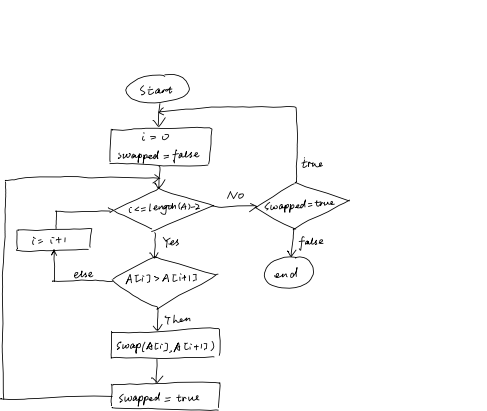 Start
i = 0
swapped = false
true
i <= length(A)-2
No
swapped = true
i = i+1
Yes
false
A[i] > A[i+1]
else
end
Then
swap(A[i], A[i+1])
swapped = true